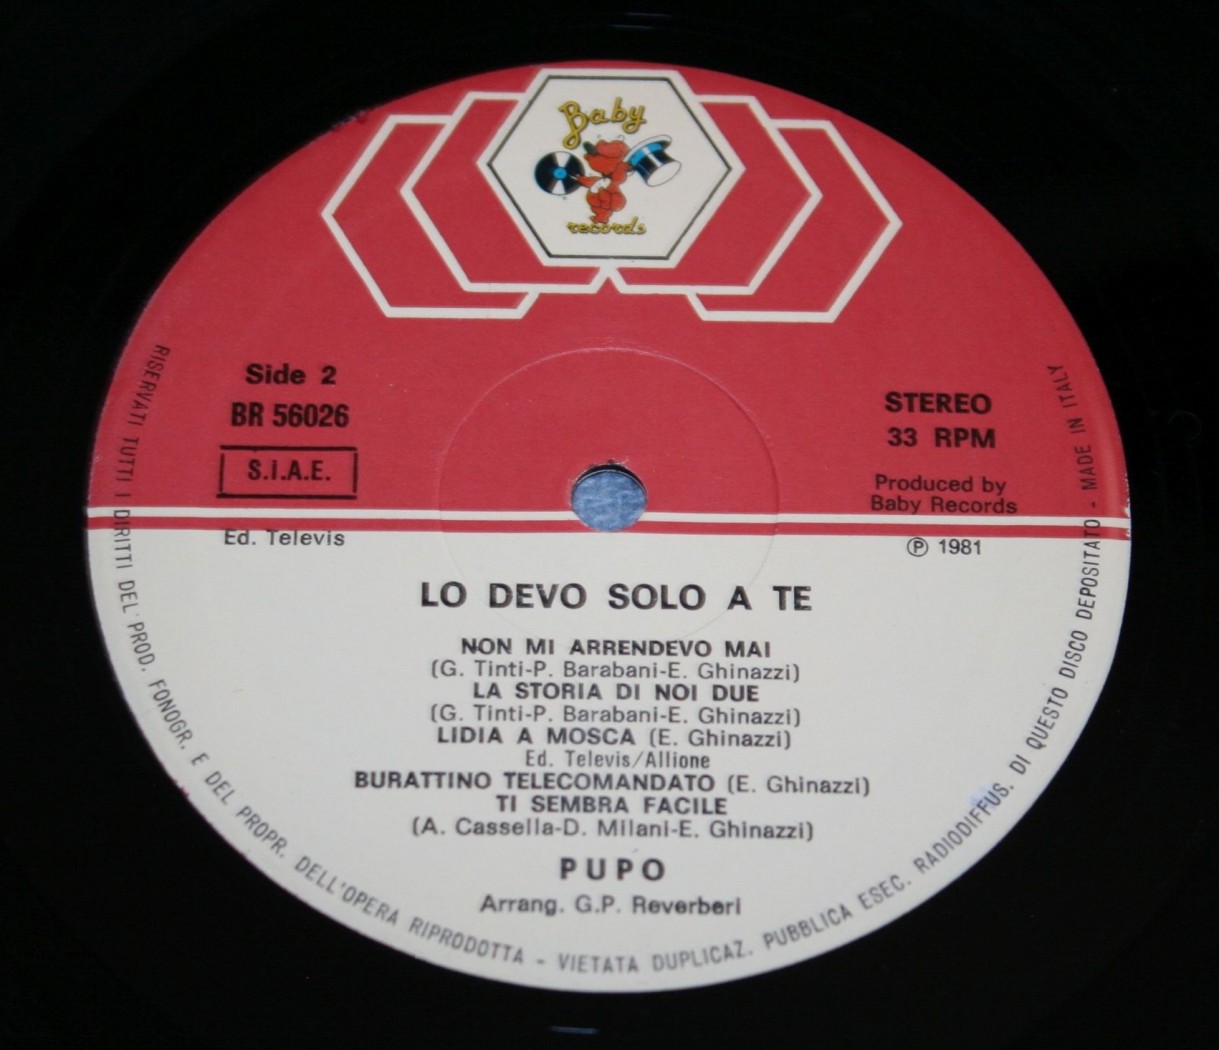 Baby
records
Side 2
BR 56026
S.I.A.E.
Ed. Televis
STEREO
33 RPM
Produced by
Baby Records
℗ 1981
LO DEVO SOLO A TE
NON MI ARRENDEVO MAI
(G. Tinti-P. Barabani-E. Ghinazzi)
LA STORIA DI NOI DUE
(G. Tinti-P. Barabani-E. Ghinazzi)
LIDIA A MOSCA (E. Ghinazzi)
Ed. Televis/Allione
BURATTINO TELECOMANDATO (E. Ghinazzi)
TI SEMBRA FACILE
(A. Cassella-D. Milani-E. Ghinazzi)
PUPO
Arrang. G.P. Reverberi
RISERVATI TUTTI I DIRITTI DEL PROD. FONOGR. E DEL PROPR. DELL'OPERA RIPRODOTTA - VIETATA DUPLICAZ. PUBBLICA ESEC. RADIODIFFUS. DI QUESTO DISCO DEPOSITATO - MADE IN ITALY